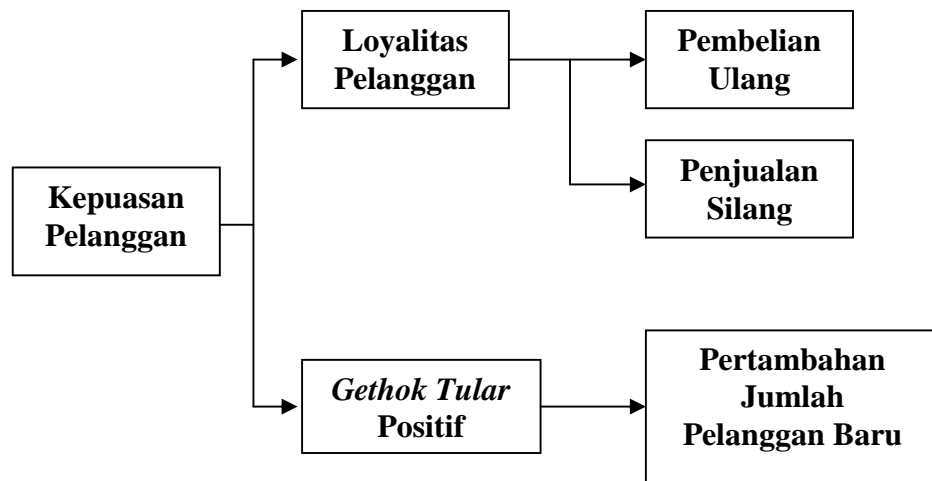 Loyalitas
Pelanggan
Pembelian
Ulang
Penjualan
Silang
Kepuasan
Pelanggan
Gethok Tular
Positif
Pertambahan
Jumlah
Pelanggan Baru